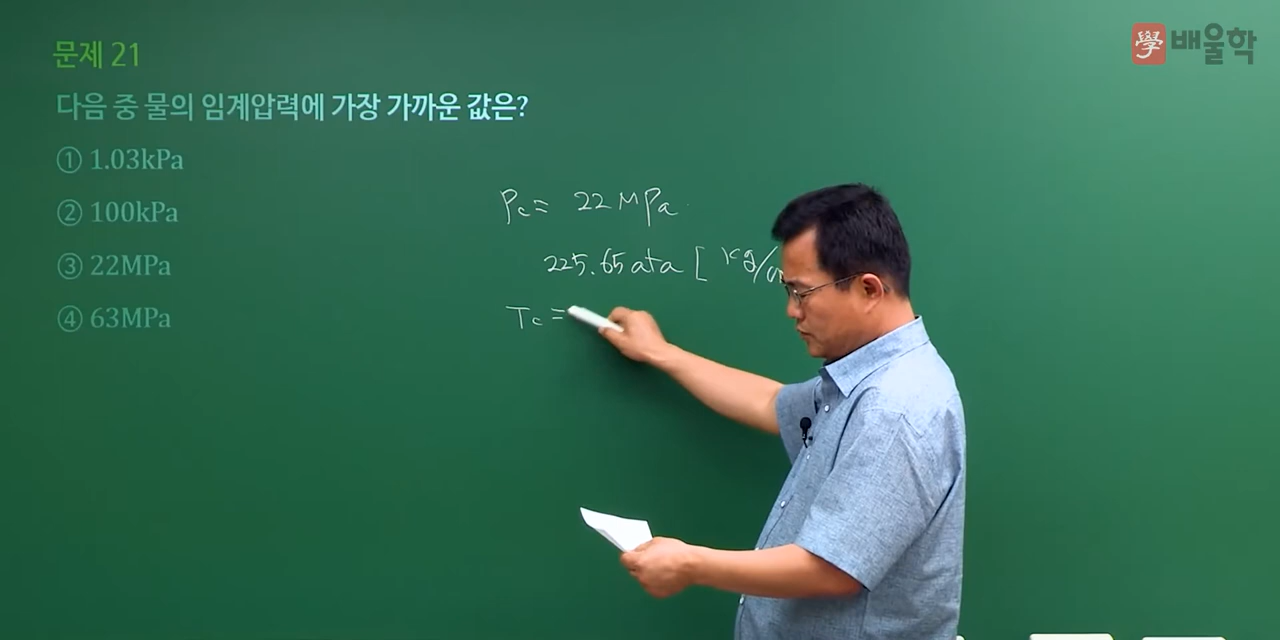 문제 21
學 배울학
다음 중 물의 임계압력에 가장 가까운 값은?
① 1.03kPa
② 100kPa
③ 22MPa
④ 63MPa
Pc = 22 MPa
225.65 ata [ kg/
Tc =